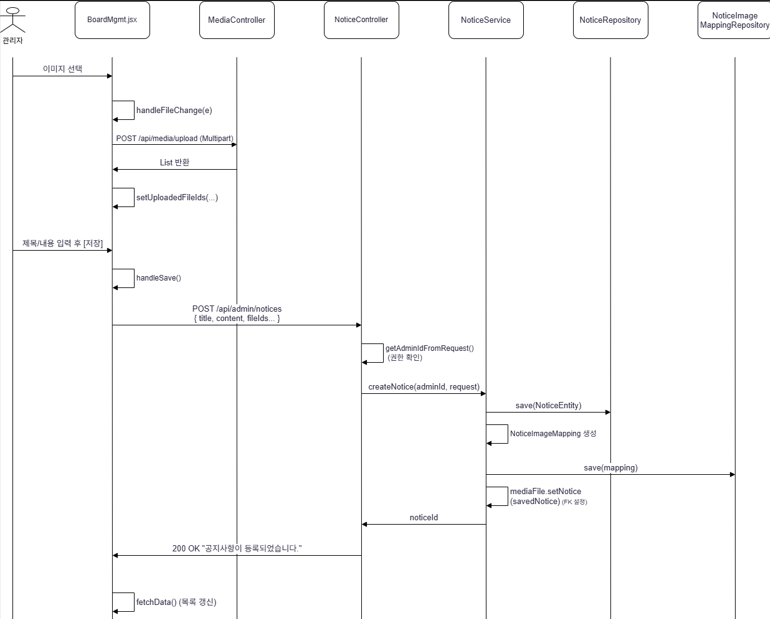 관리자
BoardMgmt.jsx
MediaController
NoticeController
NoticeService
NoticeRepository
NoticeImage
MappingRepository
이미지 선택
handleFileChange(e)
POST /api/media/upload (Multipart)
List 반환
setUploadedFileIds(...)
제목/내용 입력 후 [저장]
handleSave()
POST /api/admin/notices
{ title, content, fileIds... }
getAdminIdFromRequest()
(권한 확인)
createNotice(adminId, request)
save(NoticeEntity)
NoticeImageMapping 생성
save(mapping)
mediaFile.setNotice
(savedNotice) (FK 설정)
noticeId
200 OK "공지사항이 등록되었습니다."
fetchData() (목록 갱신)